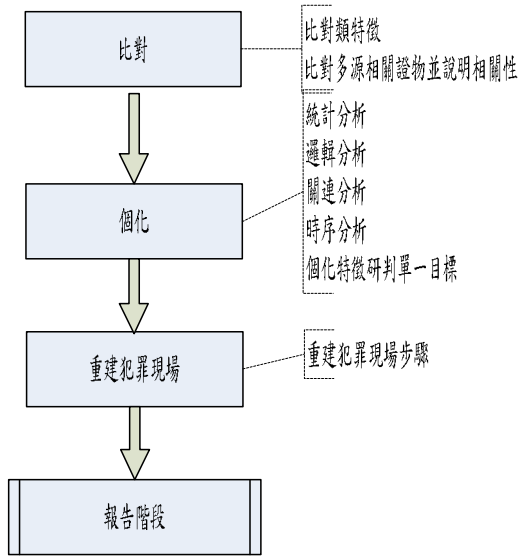 比對
比對類特徵
比對多源相關證物並說明相關性
統計分析
邏輯分析
關連分析
時序分析
個化特徵研判單一目標
個化
重建犯罪現場
重建犯罪現場步驟
報告階段